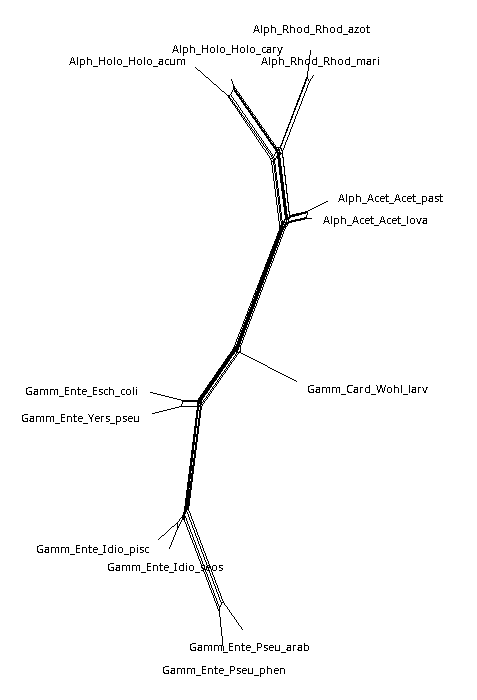 Alph_Rhod_Rhod_azot
Alph_Holo_Holo_cary
Alph_Holo_Holo_acum
Alph_Rhod_Rhod_mari
Alph_Acet_Acet_past
Alph_Acet_Acet_lova
Gamm_Card_Wohl_larv
Gamm_Ente_Esch_coli
Gamm_Ente_Yers_pseu
Gamm_Ente_Idio_pisc
Gamm_Ente_Idio_seos
Gamm_Ente_Pseu_arab
Gamm_Ente_Pseu_phen